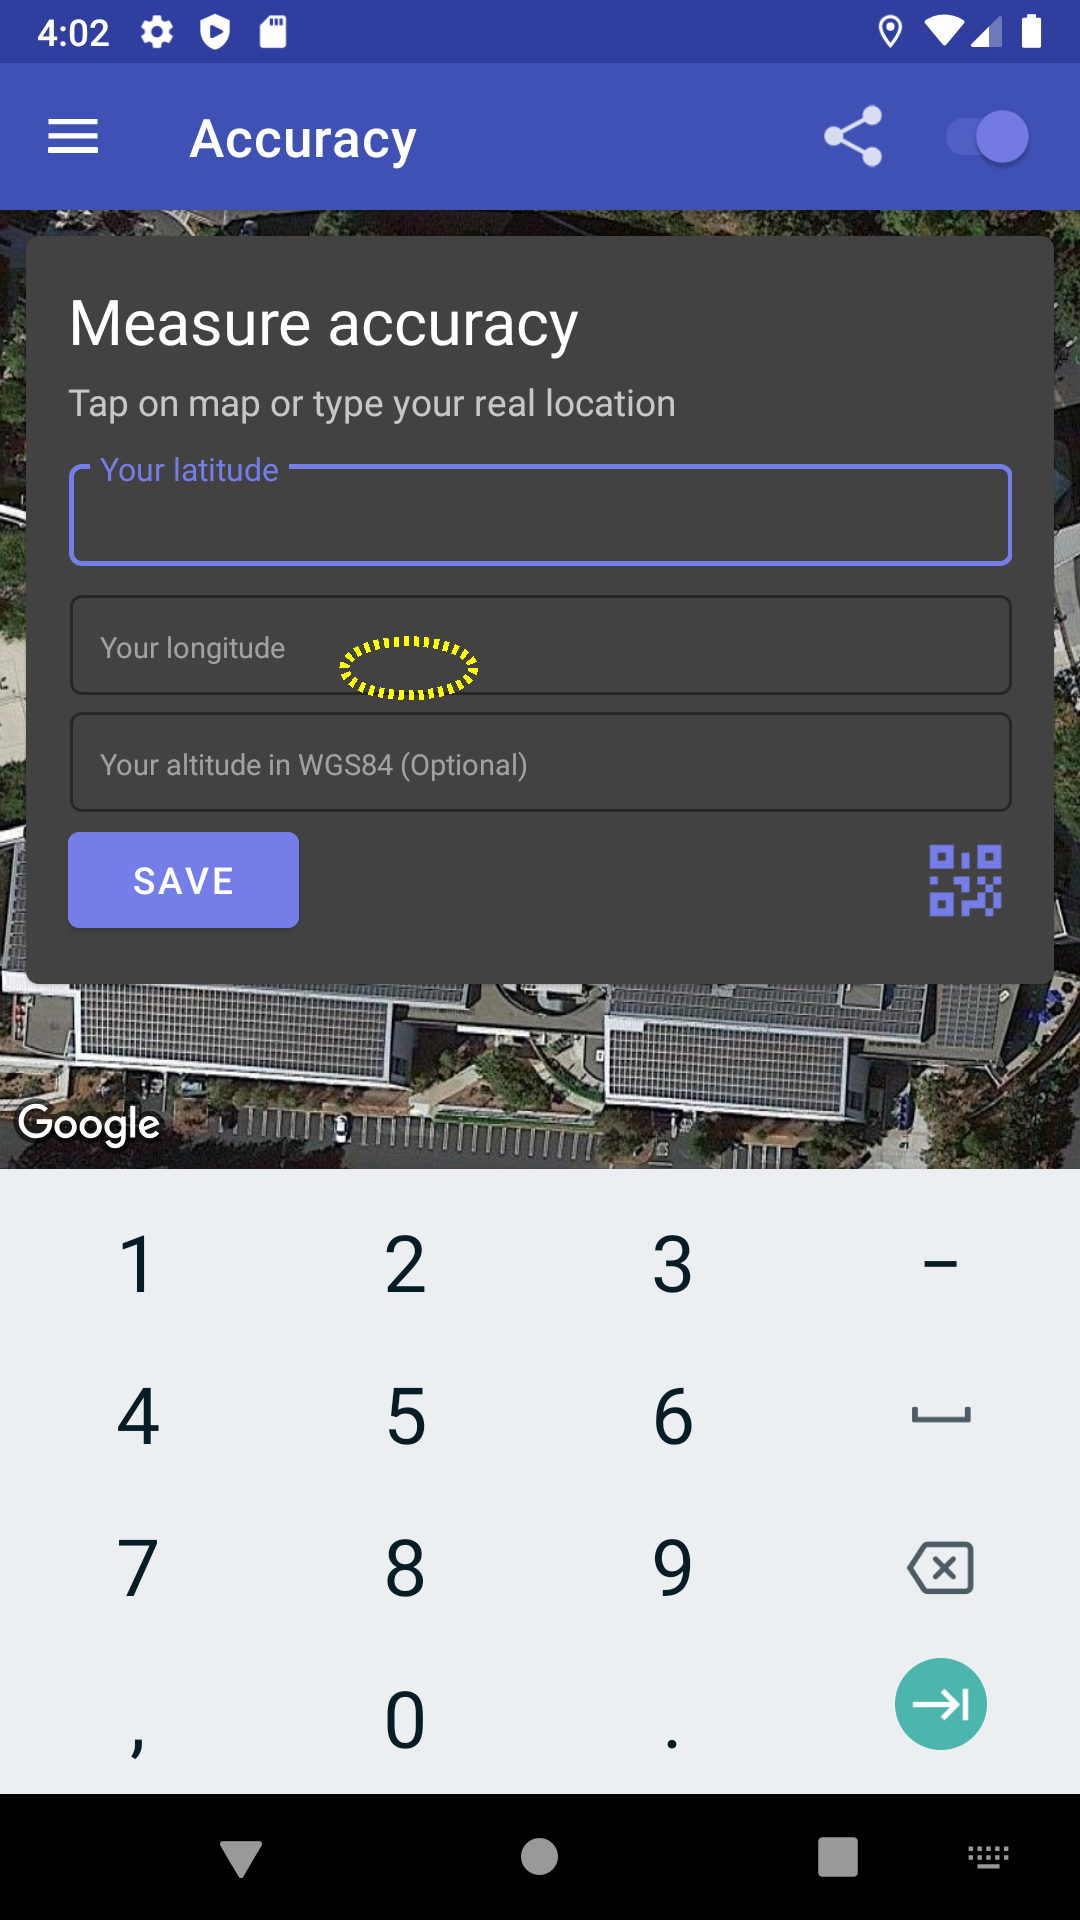 4:02
Accuracy
Measure accuracy
Tap on map or type your real location
Your latitude
Your longitude
Your altitude in WGS84 (Optional)
SAVE
Google
1 2 3 -
4 5 6
7 8 9
, 0 .